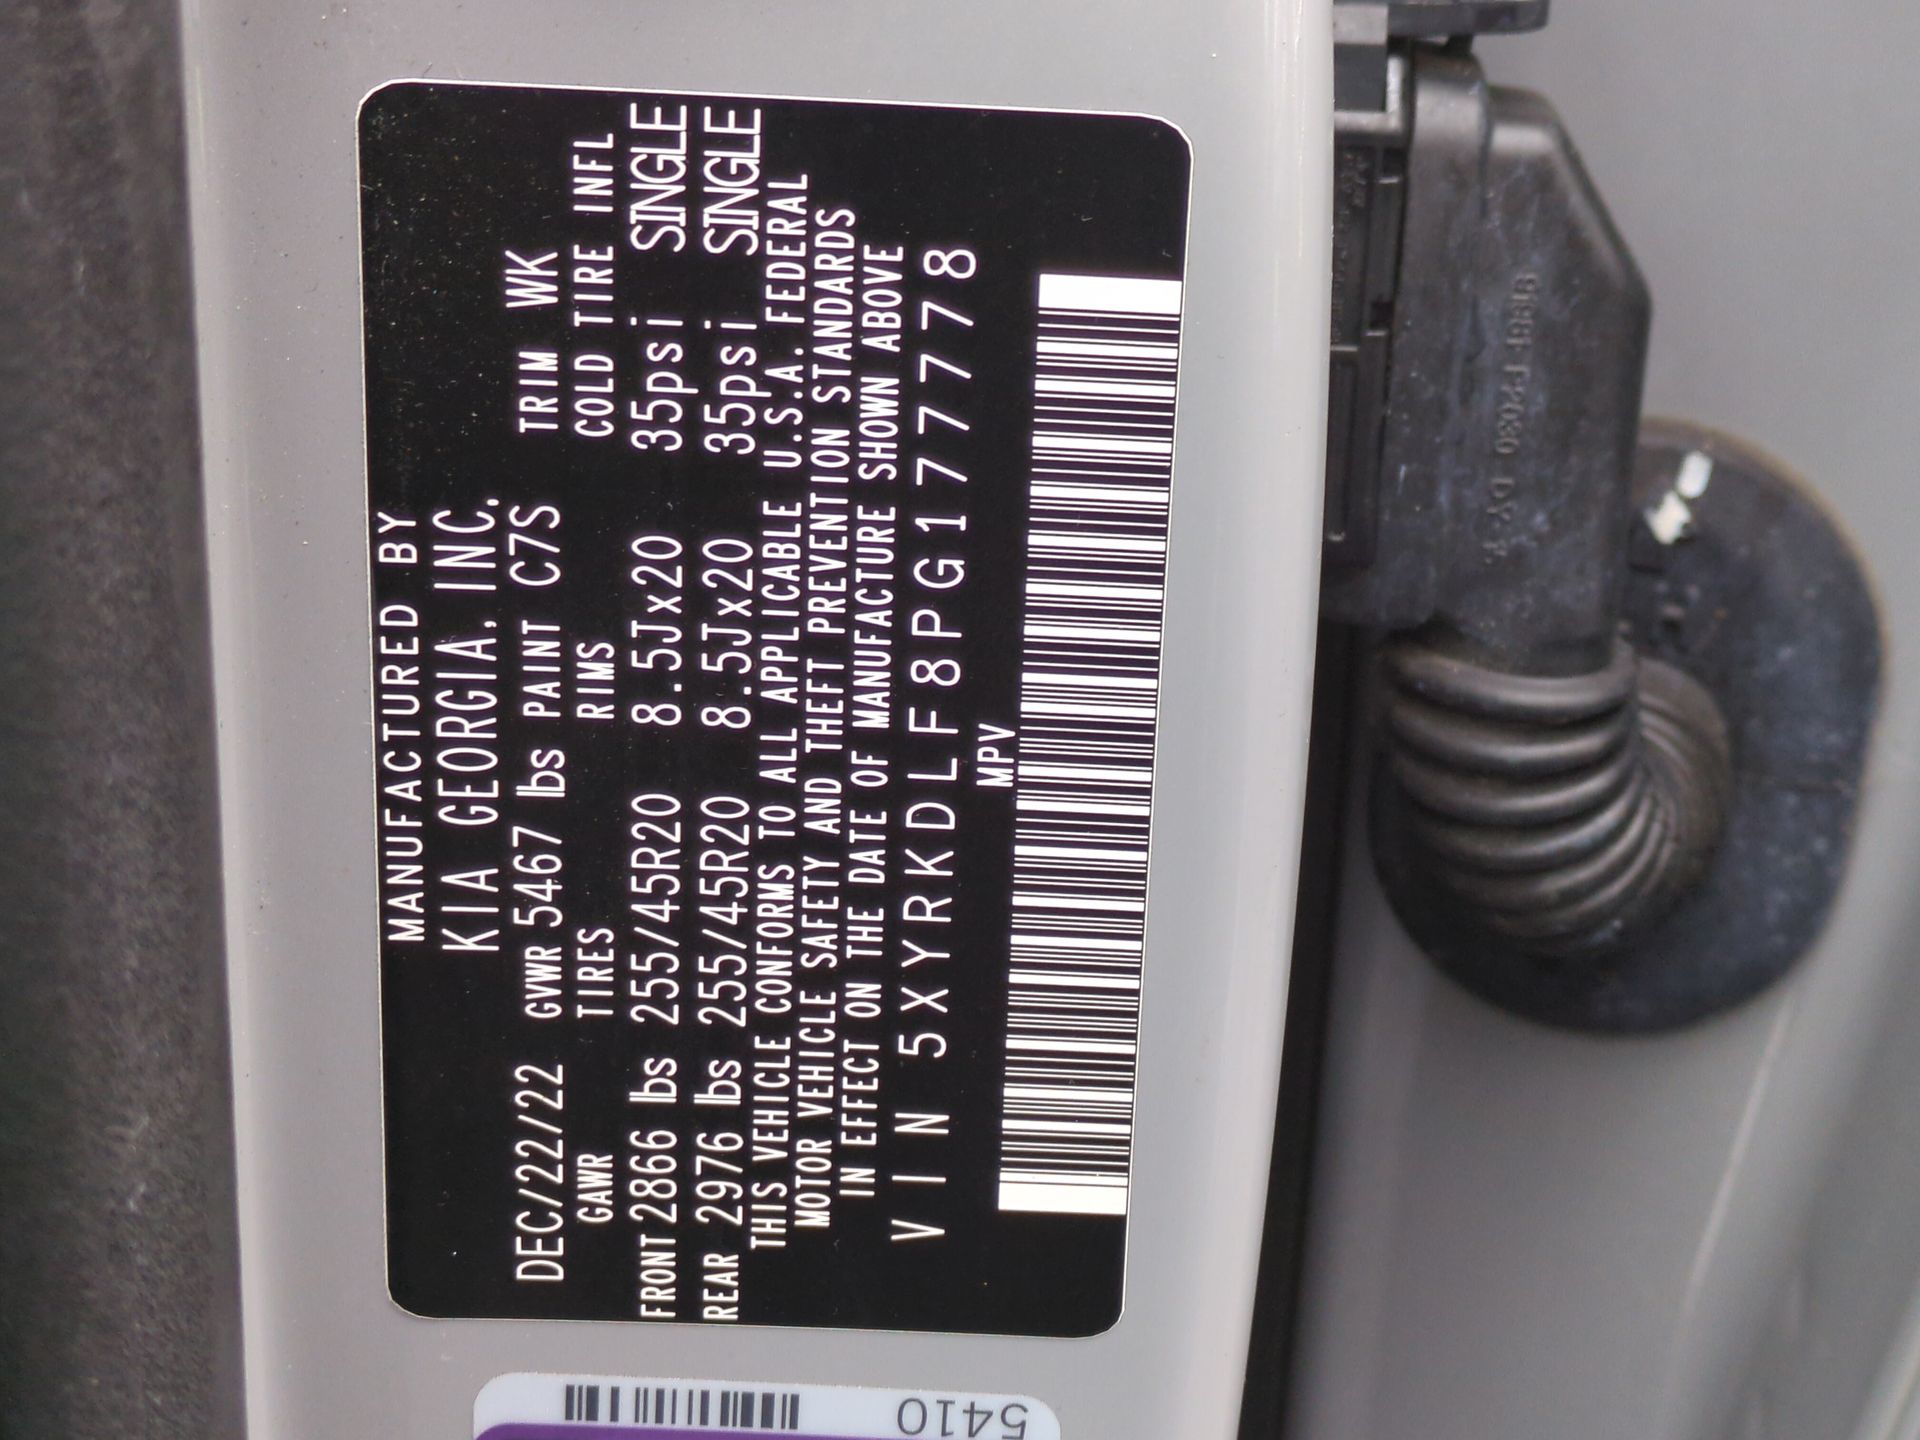 MANUFACTURED BY
KIA GEORGIA, INC.
DEC/22/22 GVWR 5467 lbs PAINT C7S TRIM WK
GAWR TIRES RIMS COLD TIRE INFL
FRONT 2866 lbs 255/45R20 8.5Jx20 35psi SINGLE
REAR 2976 lbs 255/45R20 8.5Jx20 35psi SINGLE
THIS VEHICLE CONFORMS TO ALL APPLICABLE U.S.A. FEDERAL
MOTOR VEHICLE SAFETY AND THEFT PREVENTION STANDARDS
IN EFFECT ON THE DATE OF MANUFACTURE SHOWN ABOVE
VIN 5XYRKDLF8PG177778
MPV
5410